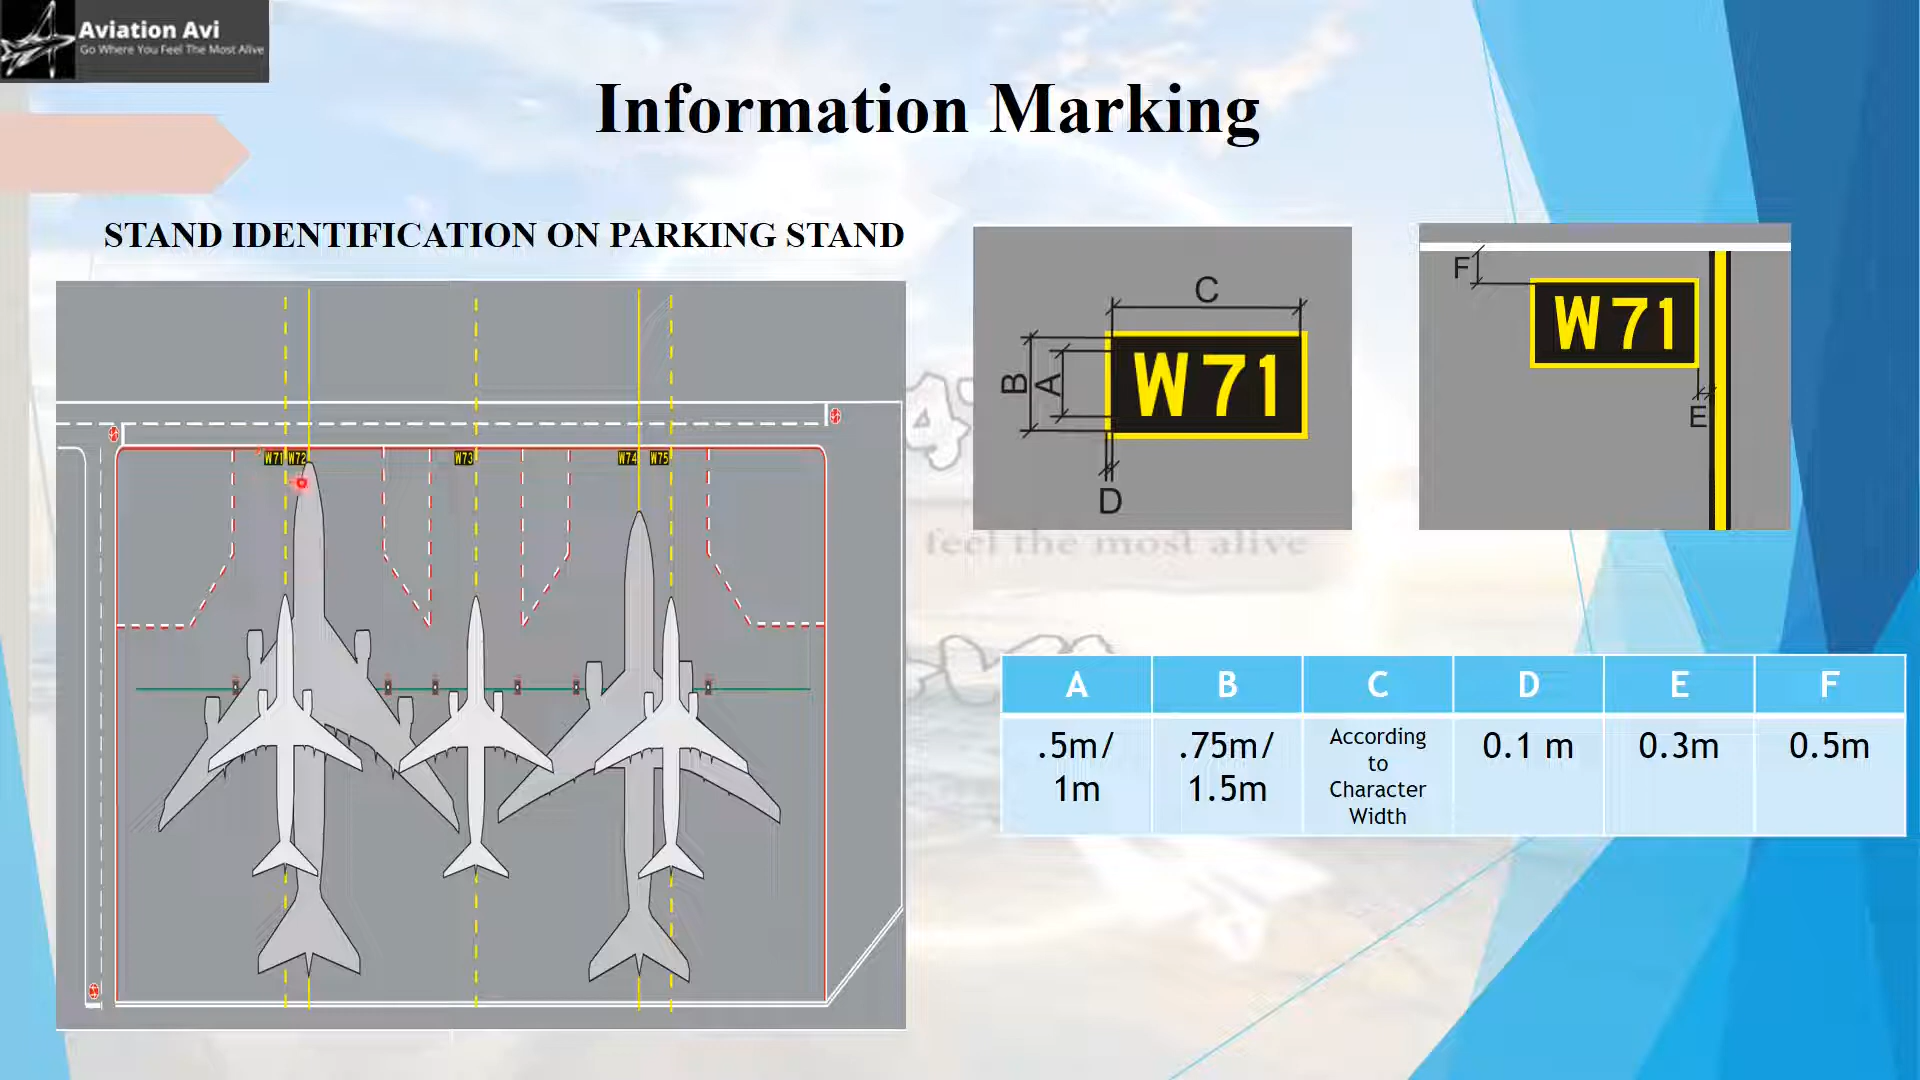 Aviation Avi
Go Where You Feel The Most Alive
Information Marking
STAND IDENTIFICATION ON PARKING STAND
W71 W72 W73 W74 W75
C
B
A
W71
D
F
W71
E
feel the most alive
A B C D E F
.5m/ 1m
.75m/ 1.5m
According to Character Width
0.1 m
0.3m
0.5m